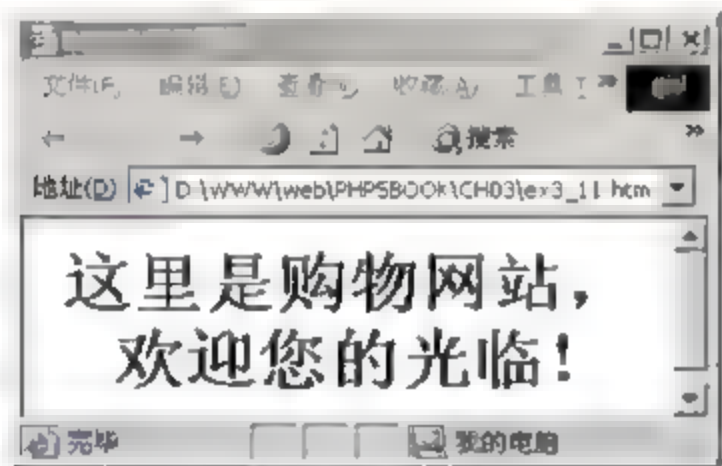 文件(F) 编辑(E) 查看(V) 收藏(A) 工具(T) »
搜索 »
地址(D) D:\WWW\web\PHP5BOOK\CH03\ex3_11.htm
这里是购物网站，
欢迎您的光临！
完毕 我的电脑